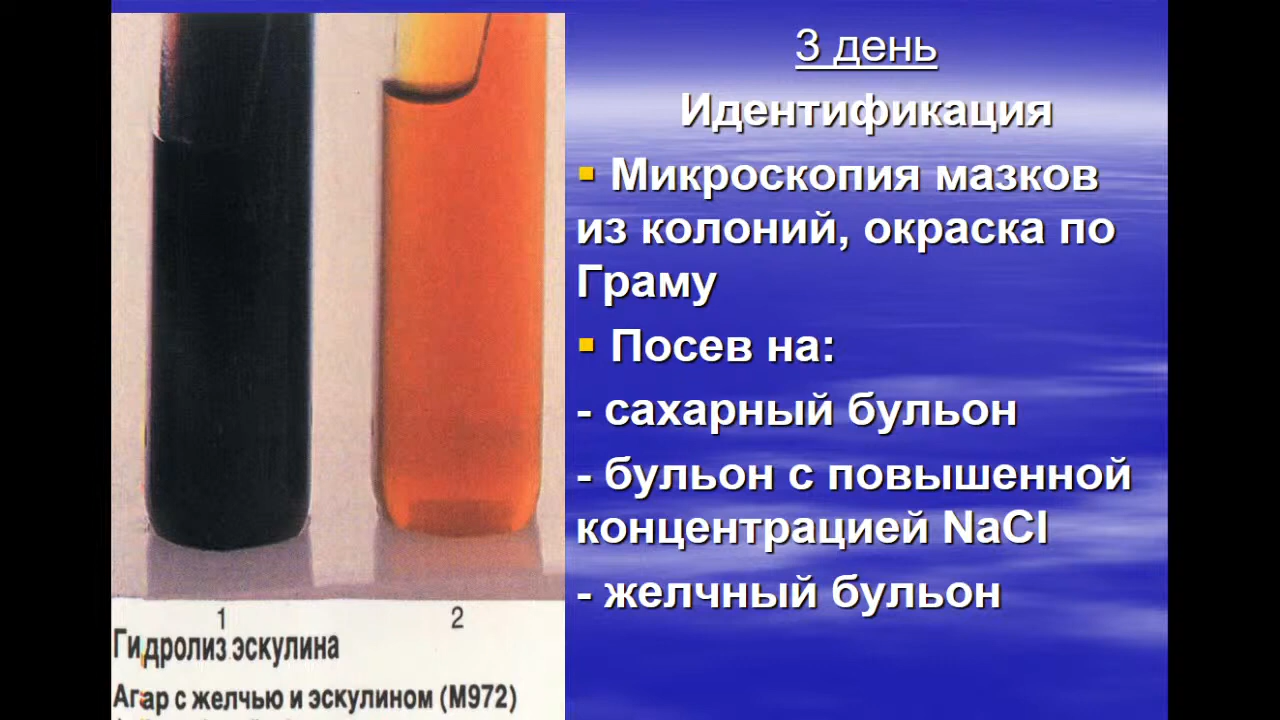 3 день
Идентификация
▪ Микроскопия мазков
из колоний, окраска по
Граму
▪ Посев на:
- сахарный бульон
- бульон с повышенной
концентрацией NaCl
- желчный бульон
1 2
Гидролиз эскулина
Агар с желчью и эскулином (М972)